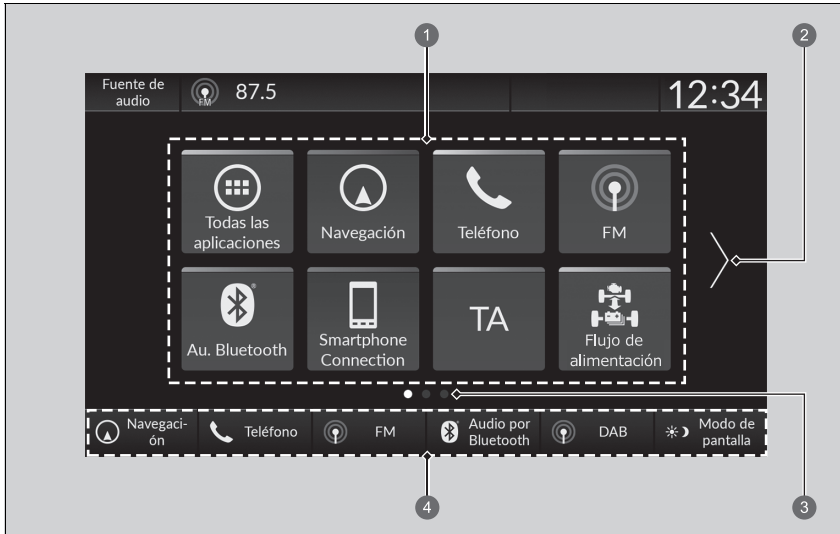 1
2
Fuente de
audio
FM
87.5
12:34
Todas las
aplicaciones
Navegación
Teléfono
FM
Au. Bluetooth
Smartphone
Connection
TA
Flujo de
alimentación
Navegaci-
ón
Teléfono
FM
Audio por
Bluetooth
DAB
Modo de
pantalla
4
3